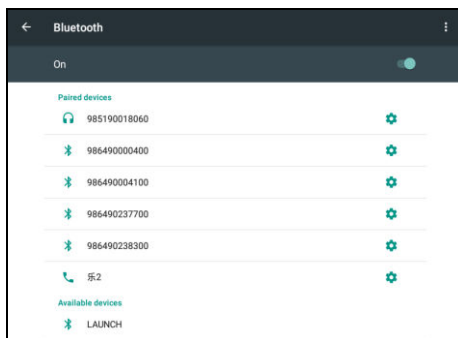 Bluetooth
On
Paired devices
985190018060
986490000400
986490004100
986490237700
986490238300
乐2
Available devices
LAUNCH